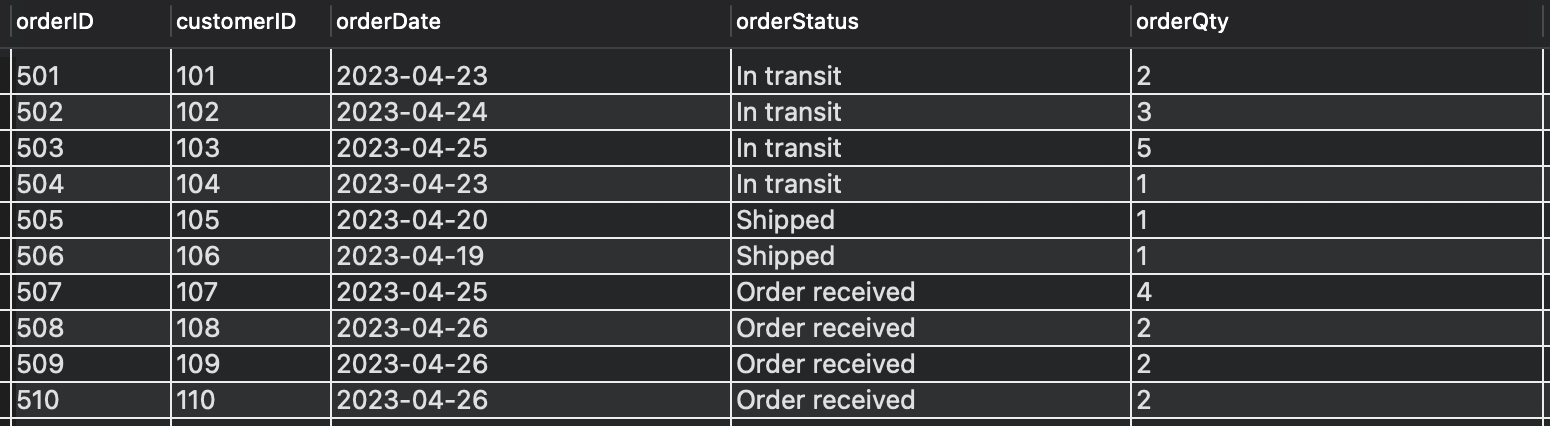 orderID customerID orderDate orderStatus orderQty
501 101 2023-04-23 In transit 2
502 102 2023-04-24 In transit 3
503 103 2023-04-25 In transit 5
504 104 2023-04-23 In transit 1
505 105 2023-04-20 Shipped 1
506 106 2023-04-19 Shipped 1
507 107 2023-04-25 Order received 4
508 108 2023-04-26 Order received 2
509 109 2023-04-26 Order received 2
510 110 2023-04-26 Order received 2